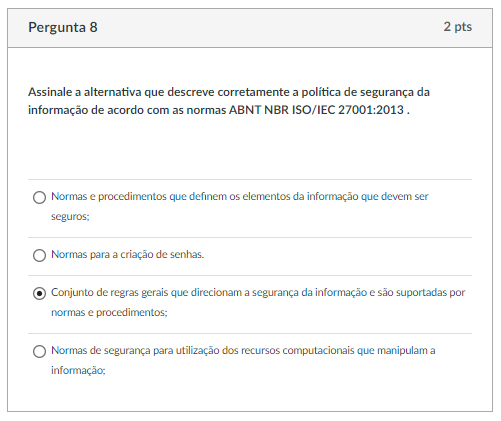 Pergunta 8
2 pts
Assinale a alternativa que descreve corretamente a política de segurança da
informação de acordo com as normas ABNT NBR ISO/IEC 27001:2013 .
Normas e procedimentos que definem os elementos da informação que devem ser
seguros;
Normas para a criação de senhas.
Conjunto de regras gerais que direcionam a segurança da informação e são suportadas por
normas e procedimentos;
Normas de segurança para utilização dos recursos computacionais que manipulam a
informação;